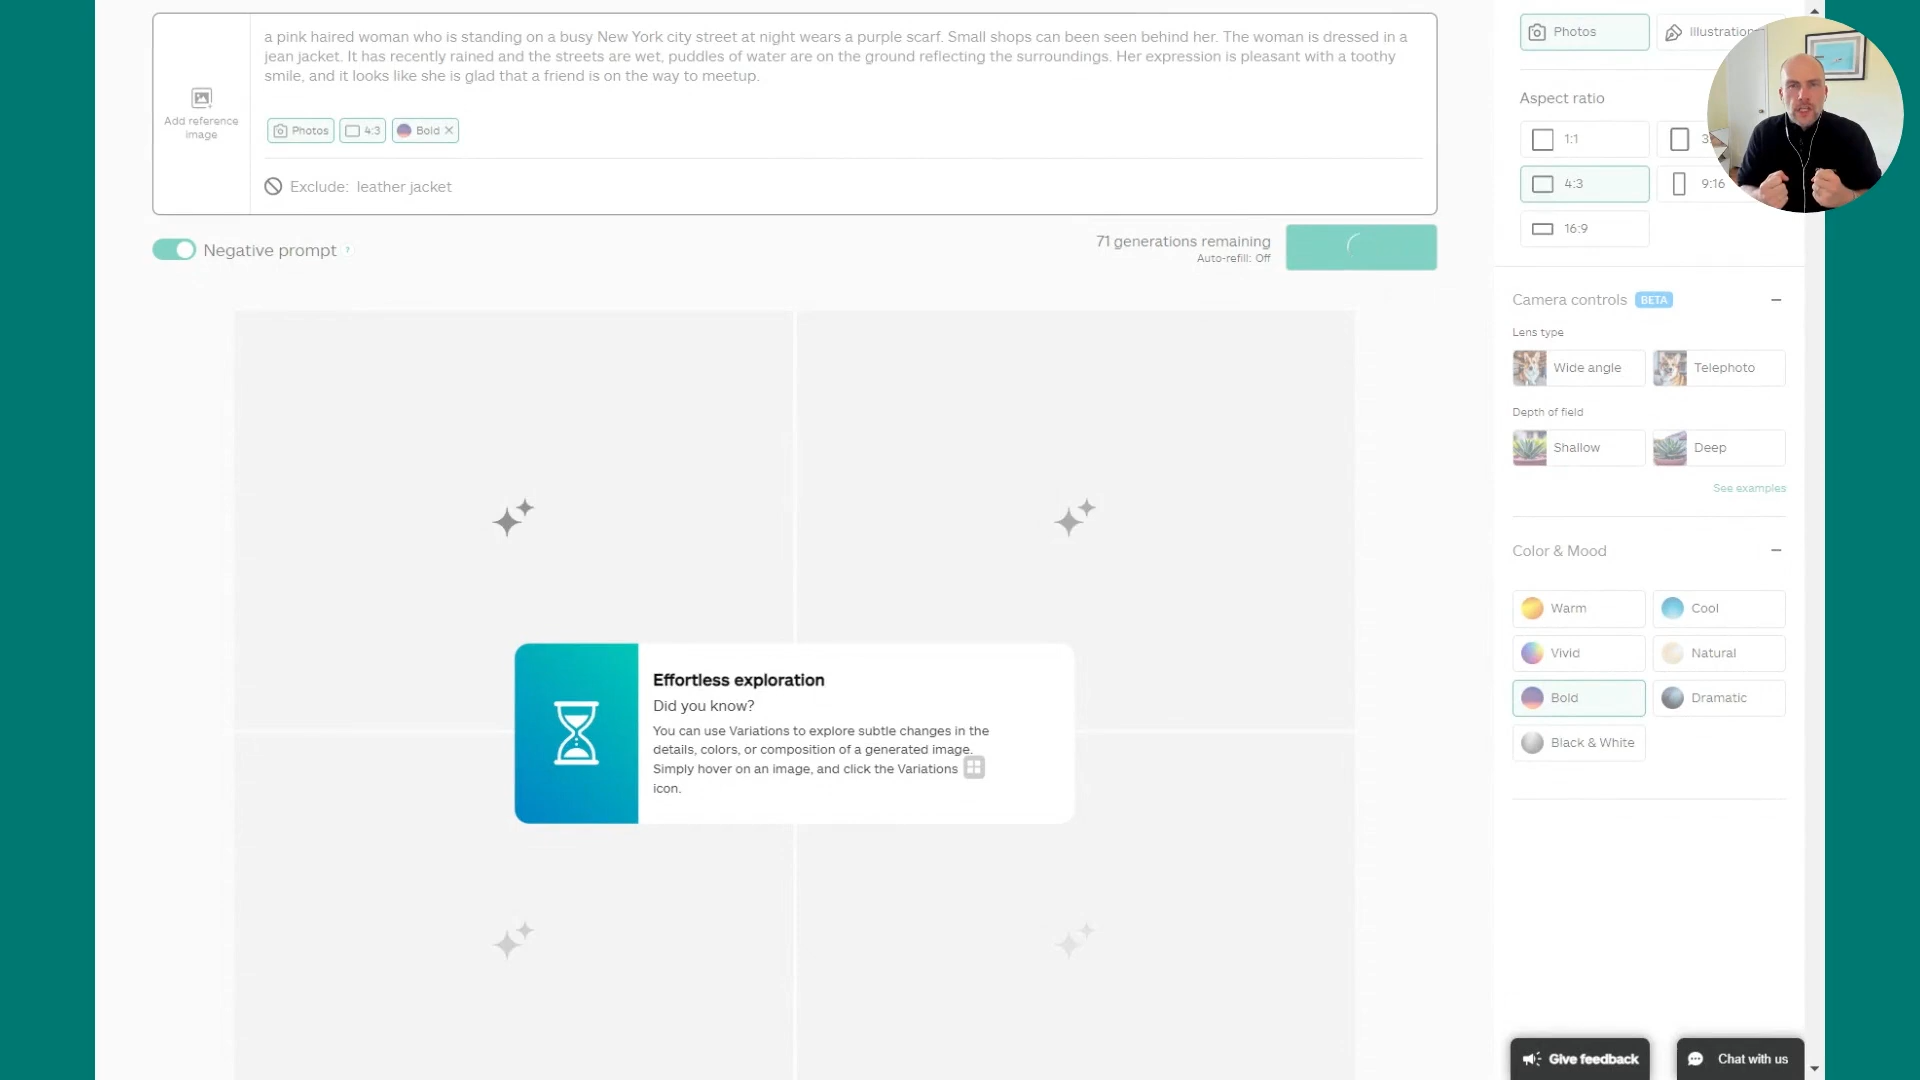 a pink haired woman who is standing on a busy New York city street at night wears a purple scarf. Small shops can been seen behind her. The woman is dressed in a
jean jacket. It has recently rained and the streets are wet, puddles of water are on the ground reflecting the surroundings. Her expression is pleasant with a toothy
smile, and it looks like she is glad that a friend is on the way to meetup.
Add reference
image
Photos
4:3
Bold
Exclude: leather jacket
Negative prompt ?
71 generations remaining
Auto-refill: Off
Effortless exploration
Did you know?
You can use Variations to explore subtle changes in the
details, colors, or composition of a generated image.
Simply hover on an image, and click the Variations
icon.
Photos
Aspect ratio
1:1
4:3
9:16
16:9
Camera controls BETA
Lens type
Wide angle
Telephoto
Depth of field
Shallow
Deep
See examples
Color & Mood
Warm
Cool
Vivid
Natural
Bold
Dramatic
Black & White
Give feedback
Chat with us